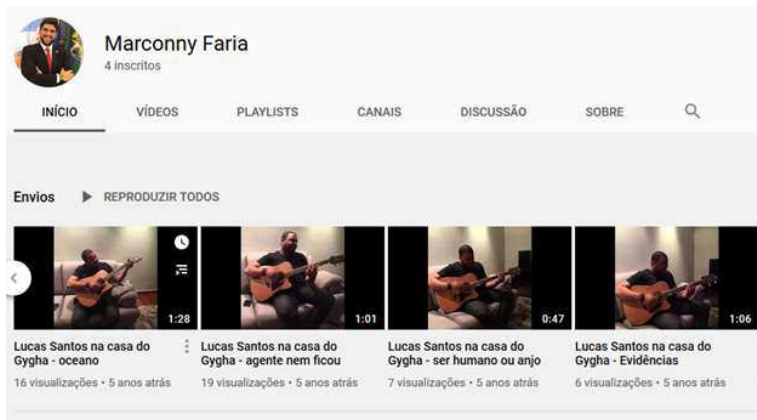 Marconny Faria
4 inscritos
INÍCIO VÍDEOS PLAYLISTS CANAIS DISCUSSÃO SOBRE
Envios REPRODUZIR TODOS
1:28 1:01 0:47 1:06
Lucas Santos na casa do
Gygha - oceano
16 visualizações • 5 anos atrás
Lucas Santos na casa do
Gygha - agente nem ficou
19 visualizações • 5 anos atrás
Lucas Santos na casa do
Gygha - ser humano ou anjo
7 visualizações • 5 anos atrás
Lucas Santos na casa do
Gygha - Evidências
6 visualizações • 5 anos atrás